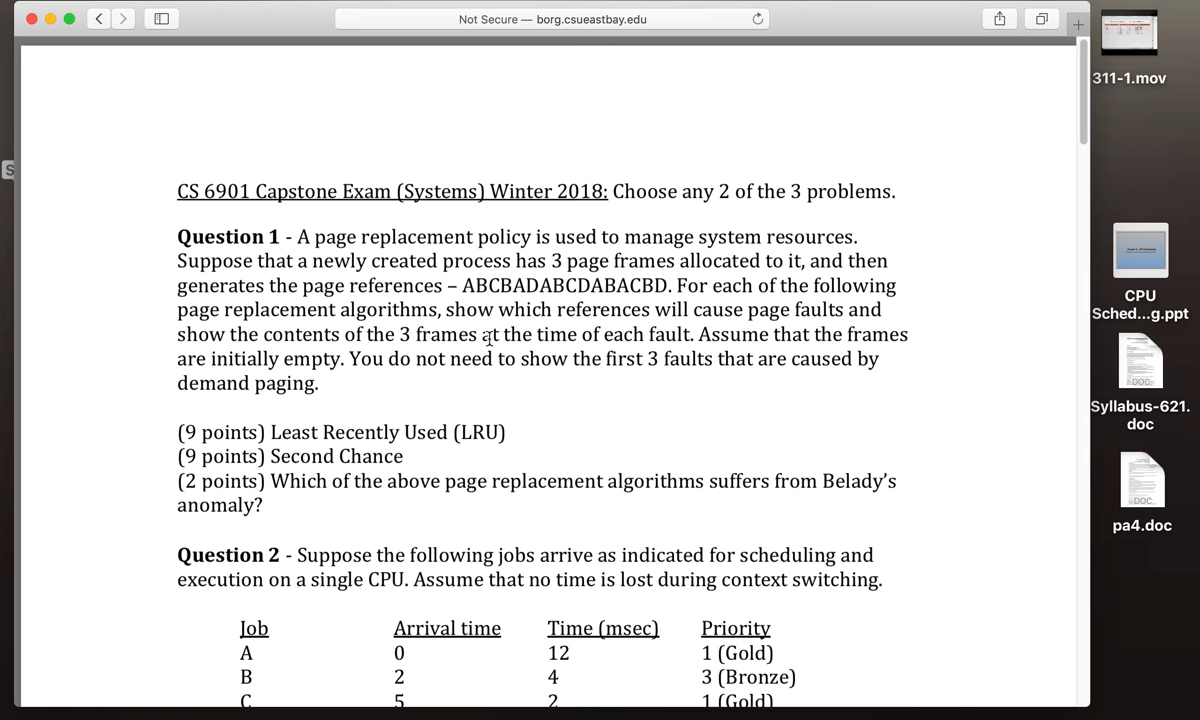 Not Secure — borg.csueastbay.edu
311-1.mov
S
CS 6901 Capstone Exam (Systems) Winter 2018: Choose any 2 of the 3 problems.
Question 1 - A page replacement policy is used to manage system resources.
Suppose that a newly created process has 3 page frames allocated to it, and then
generates the page references – ABCBADABCDABACBD. For each of the following
page replacement algorithms, show which references will cause page faults and
show the contents of the 3 frames at the time of each fault. Assume that the frames
are initially empty. You do not need to show the first 3 faults that are caused by
demand paging.
(9 points) Least Recently Used (LRU)
(9 points) Second Chance
(2 points) Which of the above page replacement algorithms suffers from Belady’s
anomaly?
Question 2 - Suppose the following jobs arrive as indicated for scheduling and
execution on a single CPU. Assume that no time is lost during context switching.
Job Arrival time Time (msec) Priority
A 0 12 1 (Gold)
B 2 4 3 (Bronze)
C 5 2 1 (Gold)
CPU
Sched...g.ppt
DOC
Syllabus-621.
doc
DOC
pa4.doc